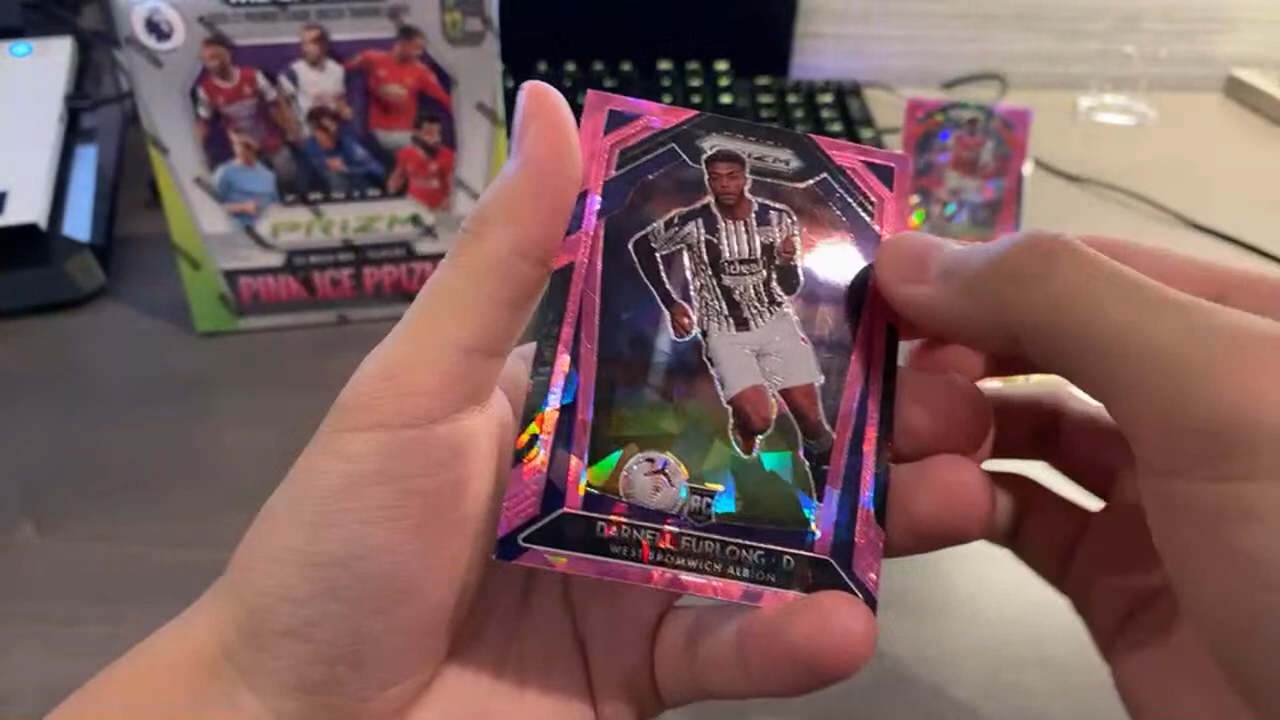 PRIZM
PINK ICE PRIZM
PRIZM
ideal
RC
DARNELL FURLONG · D
WEST BROMWICH ALBION